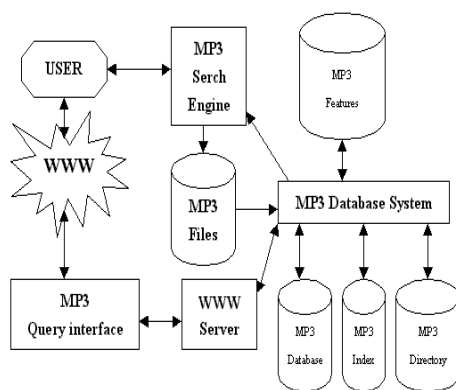 USER
MP3
Serch
Engine
MP3
Features
WWW
MP3
Files
MP3 Database System
MP3
Query interface
WWW
Server
MP3
Database
MP3
Index
MP3
Directory